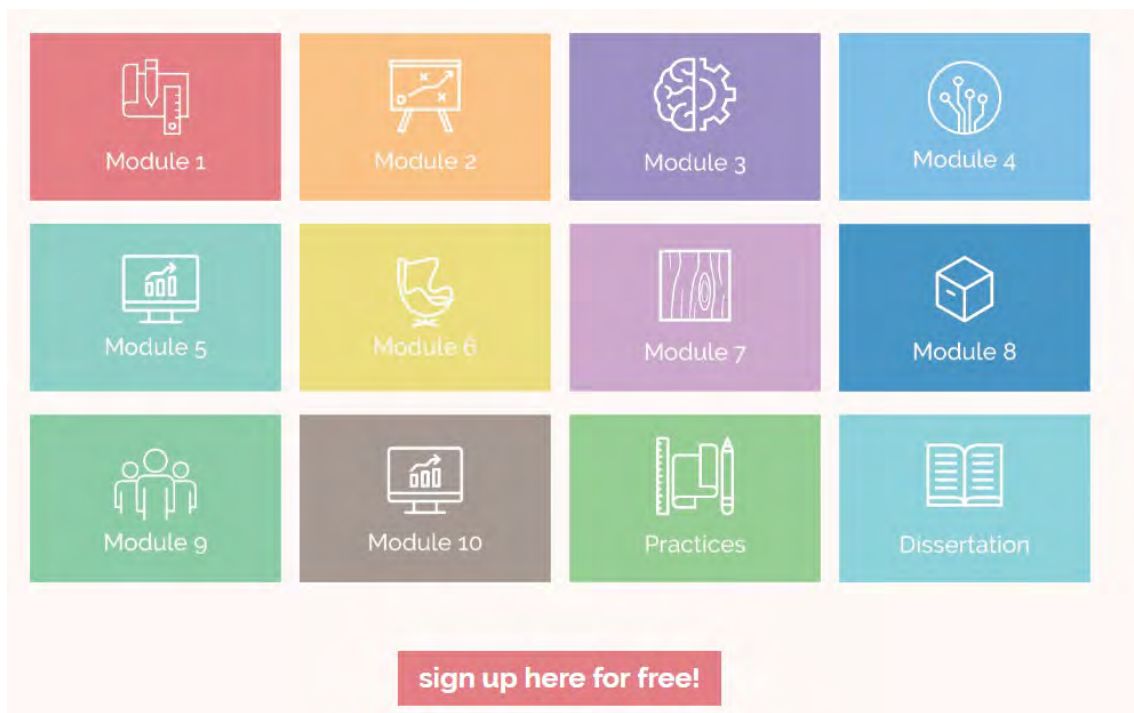 Module 1
Module 2
Module 3
Module 4
Module 5
Module 6
Module 7
Module 8
Module 9
Module 10
Practices
Dissertation
sign up here for free!